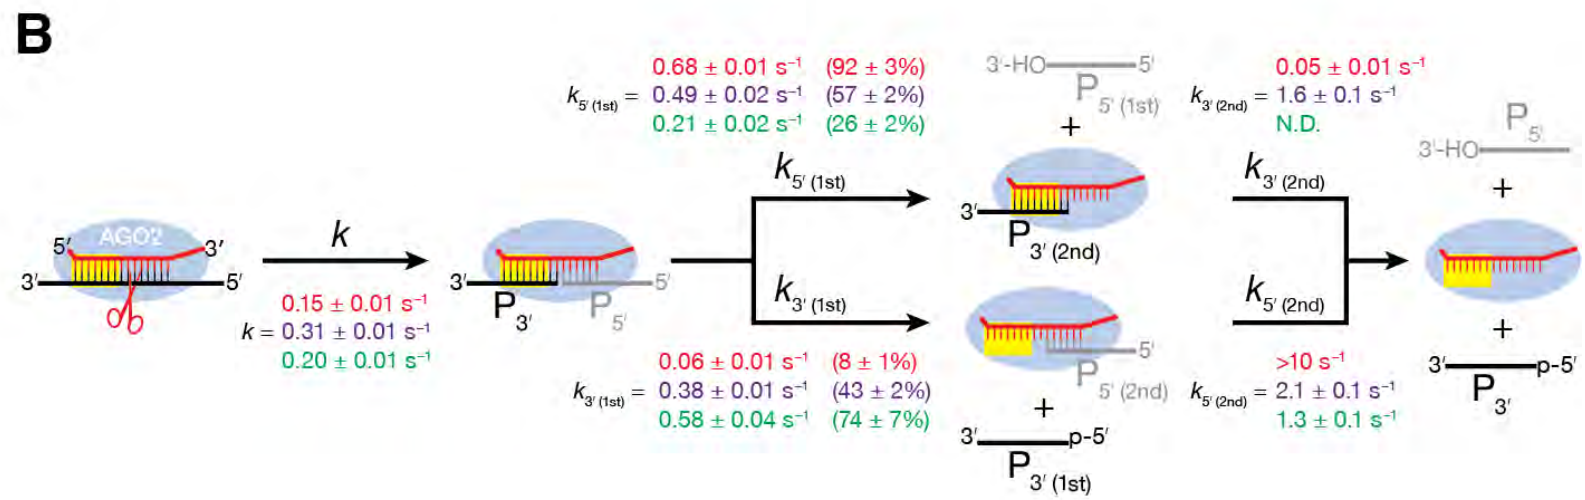 B
5′ AGO2 3′
3′ 5′
k
0.15 ± 0.01 s⁻¹
k = 0.31 ± 0.01 s⁻¹
0.20 ± 0.01 s⁻¹
3′ 5′
P3′ P5′
0.68 ± 0.01 s⁻¹ (92 ± 3%)
k5′ (1st) = 0.49 ± 0.02 s⁻¹ (57 ± 2%)
0.21 ± 0.02 s⁻¹ (26 ± 2%)
k5′ (1st)
k3′ (1st)
0.06 ± 0.01 s⁻¹ (8 ± 1%)
k3′ (1st) = 0.38 ± 0.01 s⁻¹ (43 ± 2%)
0.58 ± 0.04 s⁻¹ (74 ± 7%)
3′-HO 5′
P5′ (1st)
+
3′
P3′ (2nd)
5′
P5′ (2nd)
+
3′ p-5′
P3′ (1st)
0.05 ± 0.01 s⁻¹
k3′ (2nd) = 1.6 ± 0.1 s⁻¹
N.D.
k3′ (2nd)
k5′ (2nd)
>10 s⁻¹
k5′ (2nd) = 2.1 ± 0.1 s⁻¹
1.3 ± 0.1 s⁻¹
P5′
3′-HO
+
+
3′ p-5′
P3′